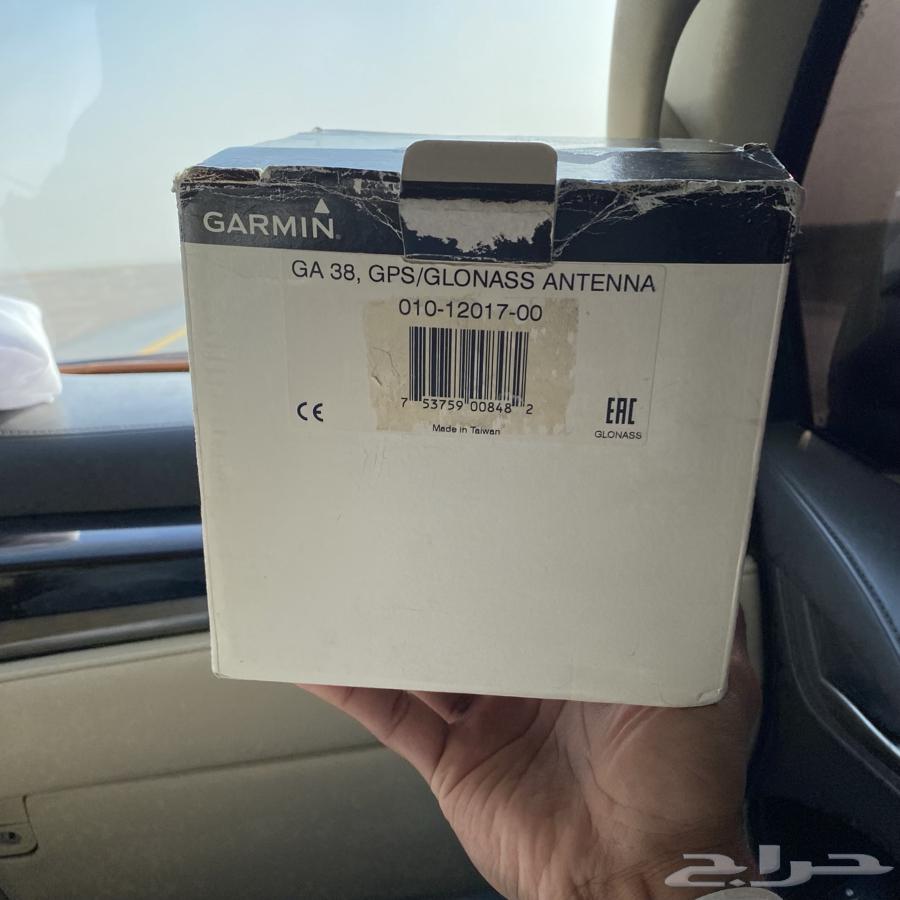 GARMIN
GA 38, GPS/GLONASS ANTENNA
010-12017-00
7 53759 00848 2
CE
EAC
Made in Taiwan
GLONASS
حراج